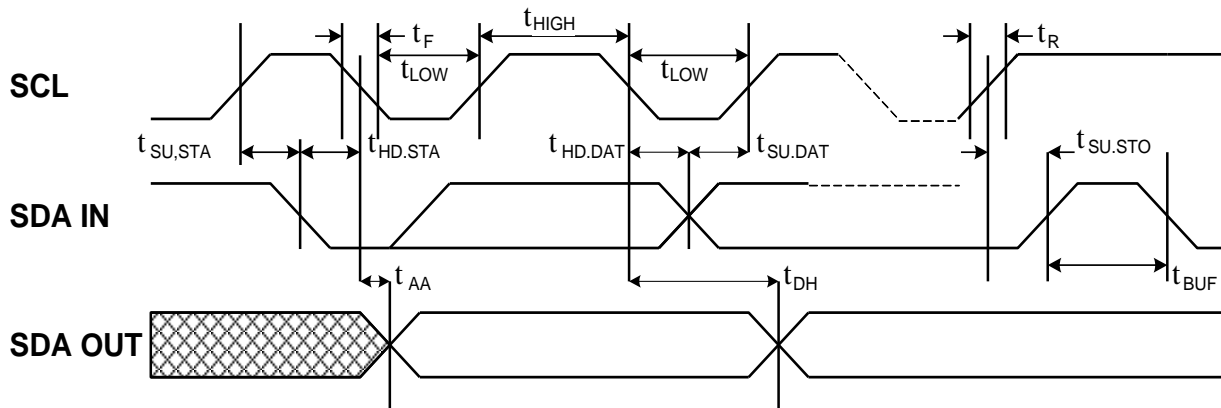 tF
tHIGH
tLOW
tLOW
tR
SCL
tSU,STA
tHD.STA
tHD.DAT
tSU.DAT
tSU.STO
SDA IN
tAA
tDH
tBUF
SDA OUT